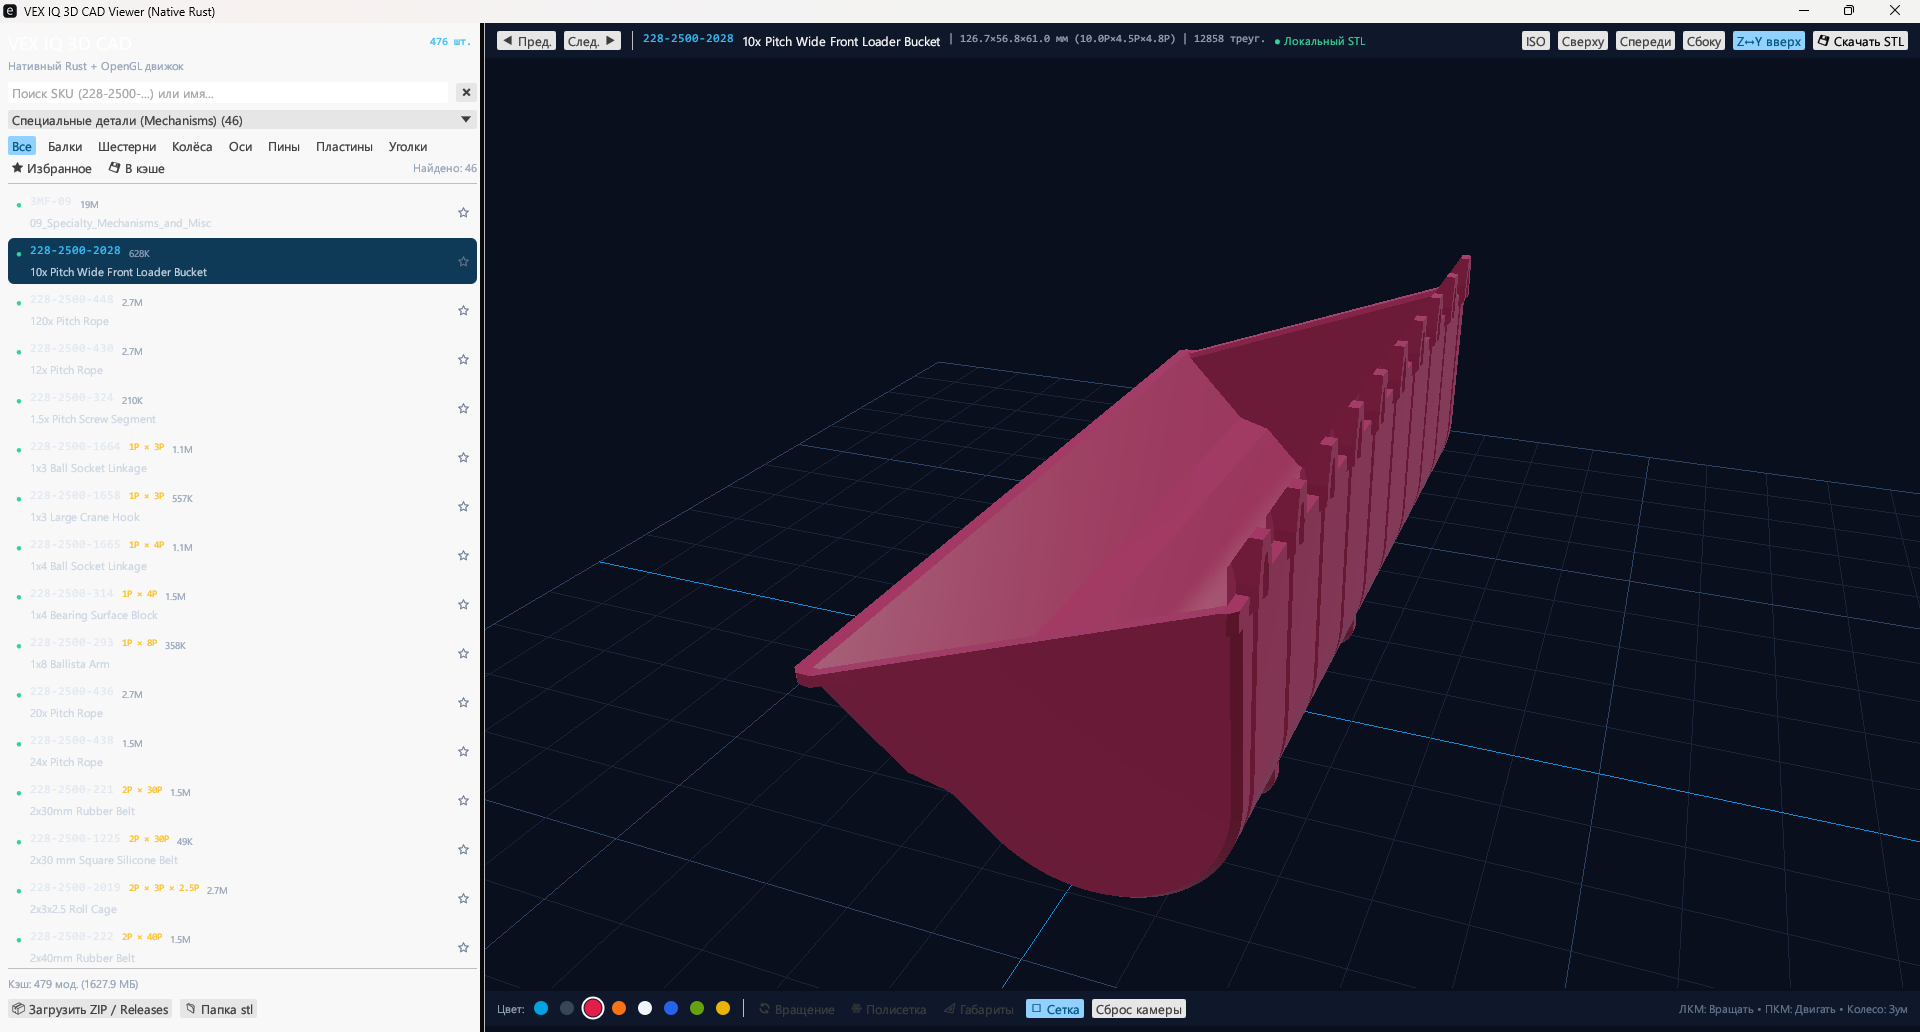 VEX IQ 3D CAD Viewer (Native Rust)
VEX IQ 3D CAD
476 шт.
Нативный Rust + OpenGL движок
Поиск SKU (228-2500-...) или имя...
Специальные детали (Mechanisms) (46)
Все Балки Шестерни Колёса Оси Пины Пластины Уголки
Избранное В кэше Найдено: 46
3MF-09 19M
09_Specialty_Mechanisms_and_Misc
228-2500-2028 628K
10x Pitch Wide Front Loader Bucket
228-2500-448 2.7M
120x Pitch Rope
228-2500-430 2.7M
12x Pitch Rope
228-2500-324 210K
1.5x Pitch Screw Segment
228-2500-1664 1P × 3P 1.1M
1x3 Ball Socket Linkage
228-2500-1658 1P × 3P 557K
1x3 Large Crane Hook
228-2500-1665 1P × 4P 1.1M
1x4 Ball Socket Linkage
228-2500-314 1P × 4P 1.5M
1x4 Bearing Surface Block
228-2500-293 1P × 8P 358K
1x8 Ballista Arm
228-2500-436 2.7M
20x Pitch Rope
228-2500-438 1.5M
24x Pitch Rope
228-2500-221 2P × 30P 1.5M
2x30mm Rubber Belt
228-2500-1225 2P × 30P 49K
2x30 mm Square Silicone Belt
228-2500-2019 2P × 3P × 2.5P 2.7M
2x3x2.5 Roll Cage
228-2500-222 2P × 40P 1.5M
2x40mm Rubber Belt
Кэш: 479 мод. (1627.9 МБ)
Загрузить ZIP / Releases Папка stl
Пред. След. 228-2500-2028 10x Pitch Wide Front Loader Bucket | 126.7×56.8×61.0 мм (10.0P×4.5P×4.8P) | 12858 треуг. Локальный STL
ISO Сверху Спереди Сбоку Z↔Y вверх Скачать STL
Цвет: Вращение Полисетка Габариты Сетка Сброс камеры
ЛКМ: Вращать • ПКМ: Двигать • Колесо: Зум